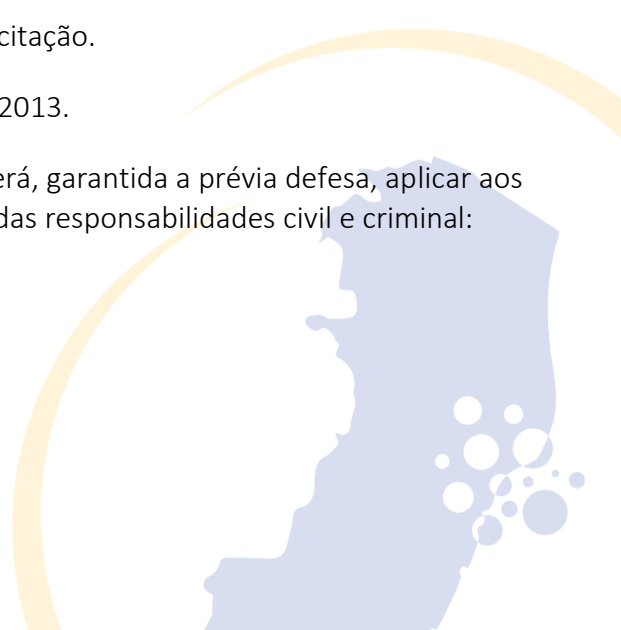 citação.
2013.
erá, garantida a prévia defesa, aplicar aos
das responsabilidades civil e criminal: